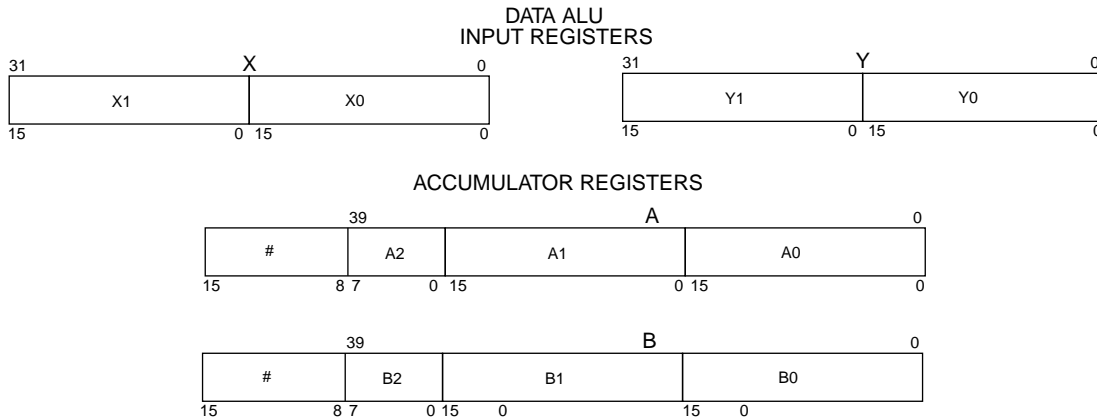 DATA ALU
INPUT REGISTERS
31 X 0
X1 X0
15 0 15 0
31 Y 0
Y1 Y0
15 0 15 0
ACCUMULATOR REGISTERS
39 A 0
# A2 A1 A0
15 8 7 0 15 0 15 0
39 B 0
# B2 B1 B0
15 8 7 0 15 0 15 0